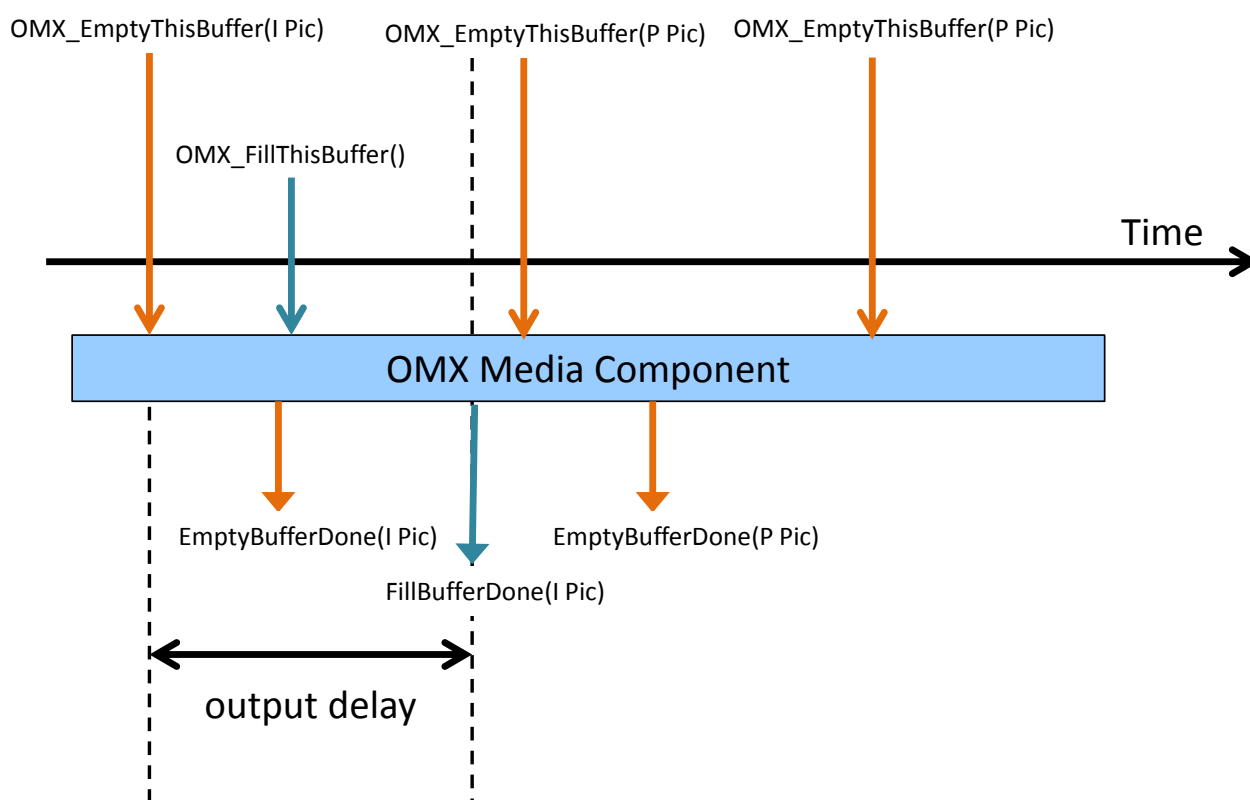 OMX_EmptyThisBuffer(I Pic)
OMX_EmptyThisBuffer(P Pic)
OMX_EmptyThisBuffer(P Pic)
OMX_FillThisBuffer()
Time
OMX Media Component
EmptyBufferDone(I Pic)
EmptyBufferDone(P Pic)
FillBufferDone(I Pic)
output delay